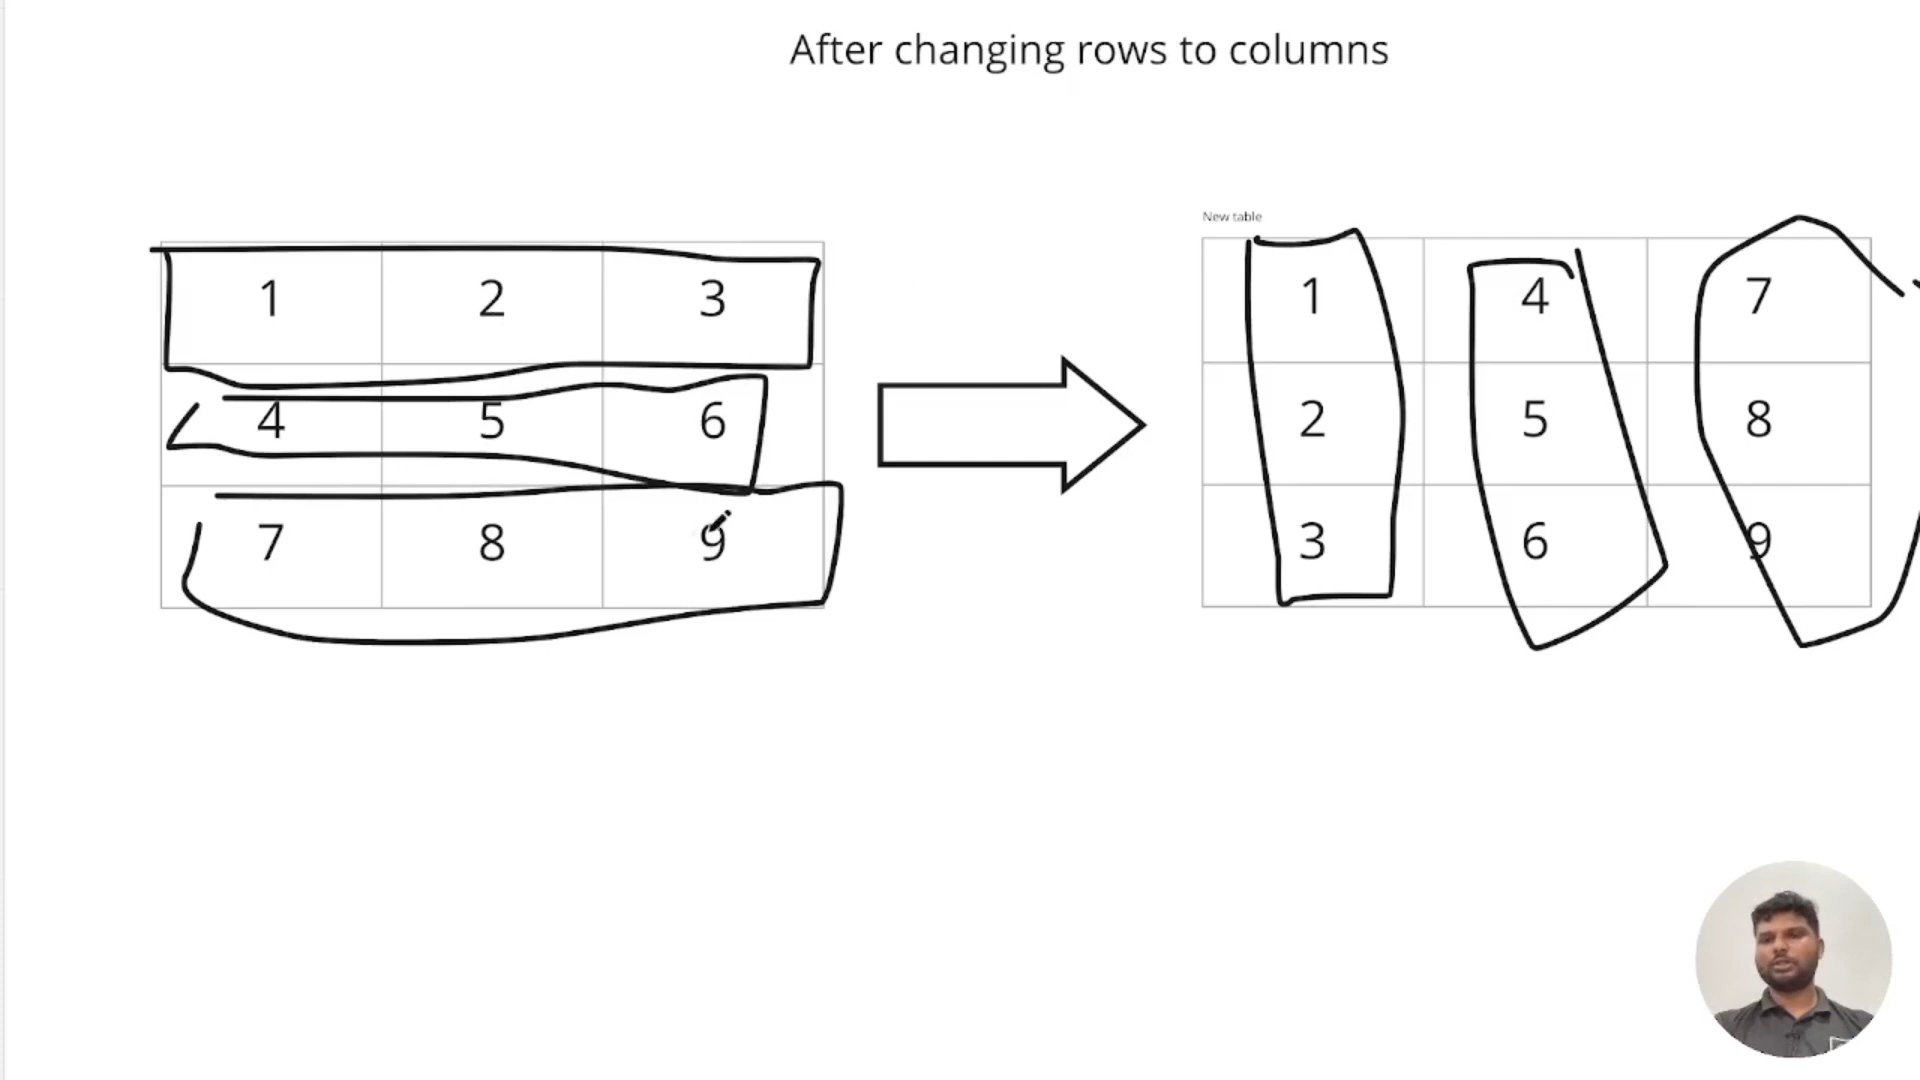 After changing rows to columns
New table
1 2 3
4 5 6
7 8 9
1 4 7
2 5 8
3 6 9